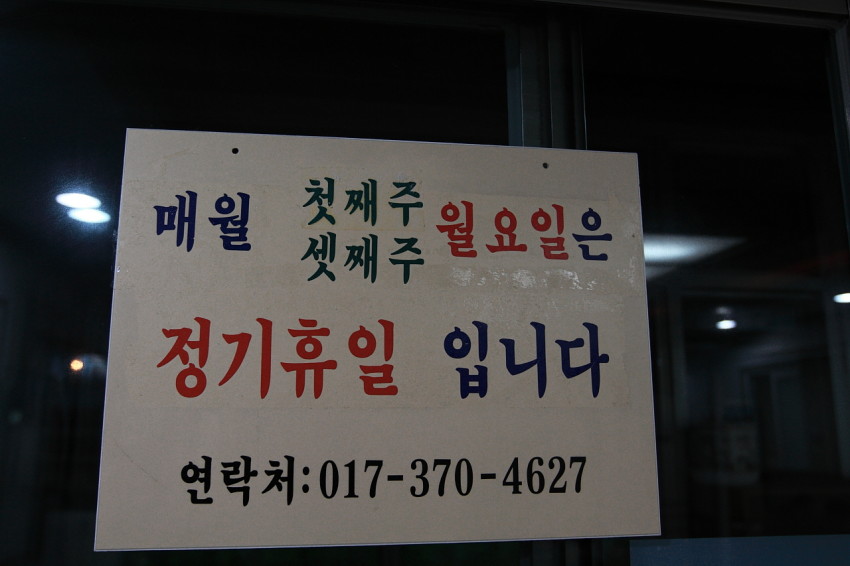 매월 첫째주 월요일은
셋째주
정기휴일 입니다
연락처:017-370-4627